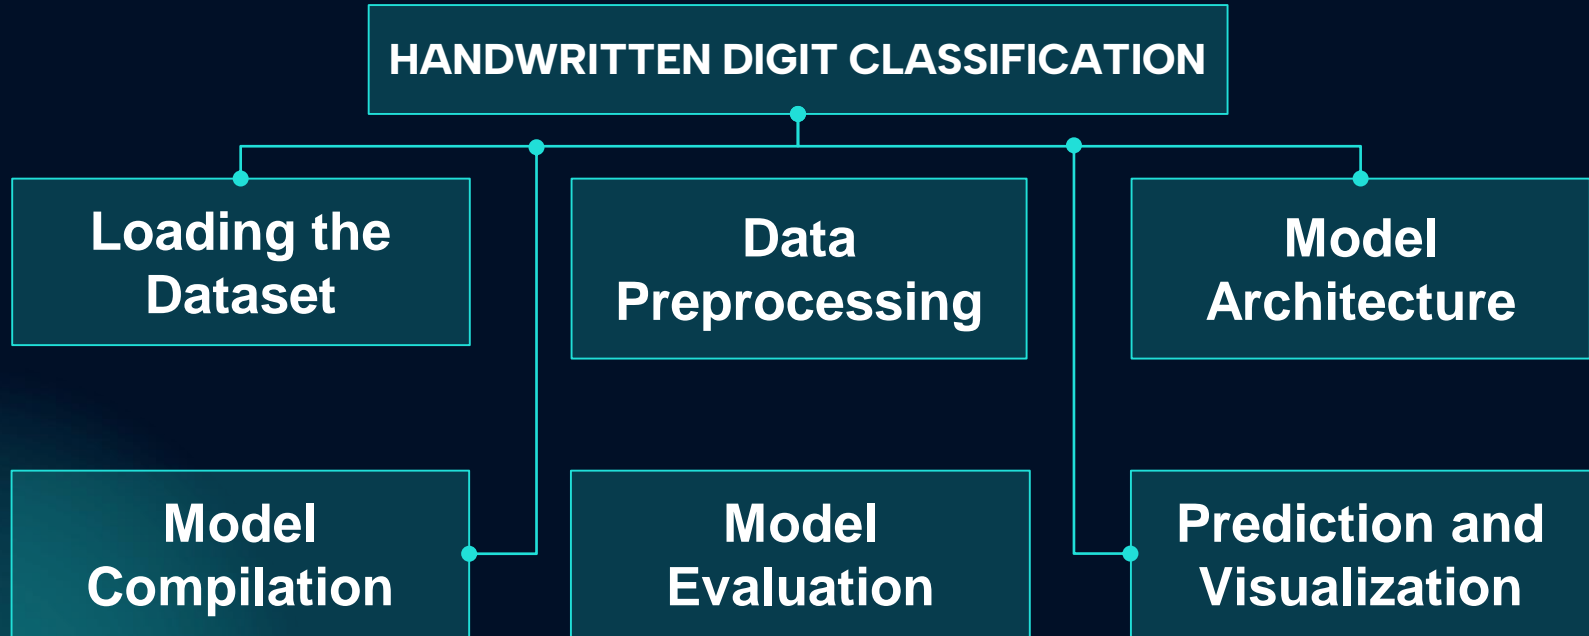 HANDWRITTEN DIGIT CLASSIFICATION
Loading the
Dataset
Data
Preprocessing
Model
Architecture
Model
Compilation
Model
Evaluation
Prediction and
Visualization